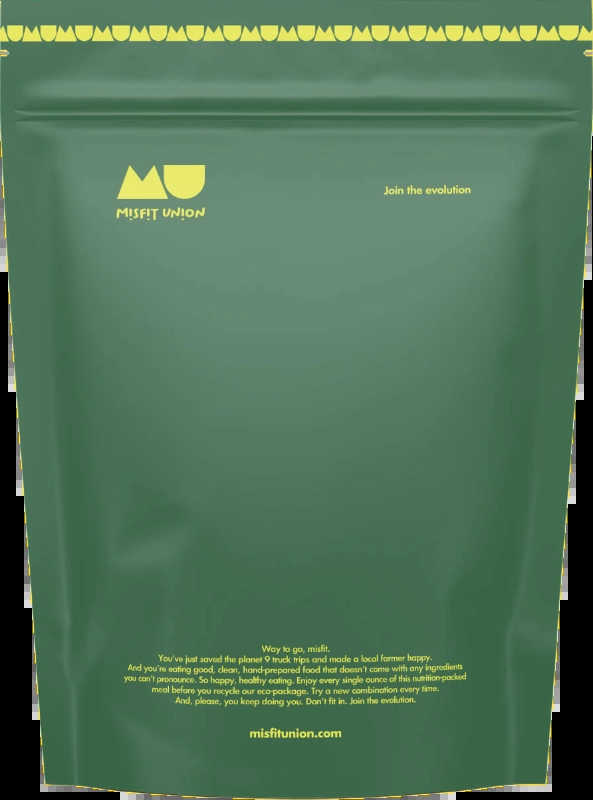 MU
MISFIT UNION
Join the evolution
Way to go, misfit.
You've just saved the planet 9 truck trips and made a local farmer happy.
And you're eating good, clean, hand-prepared food that doesn't come with any ingredients
you can't pronounce. So happy, healthy eating. Enjoy every single ounce of this nutrition-packed
meal before you recycle our eco-package. Try a new combination every time.
And, please, you keep doing you. Don't fit in. Join the evolution.
misfitunion.com